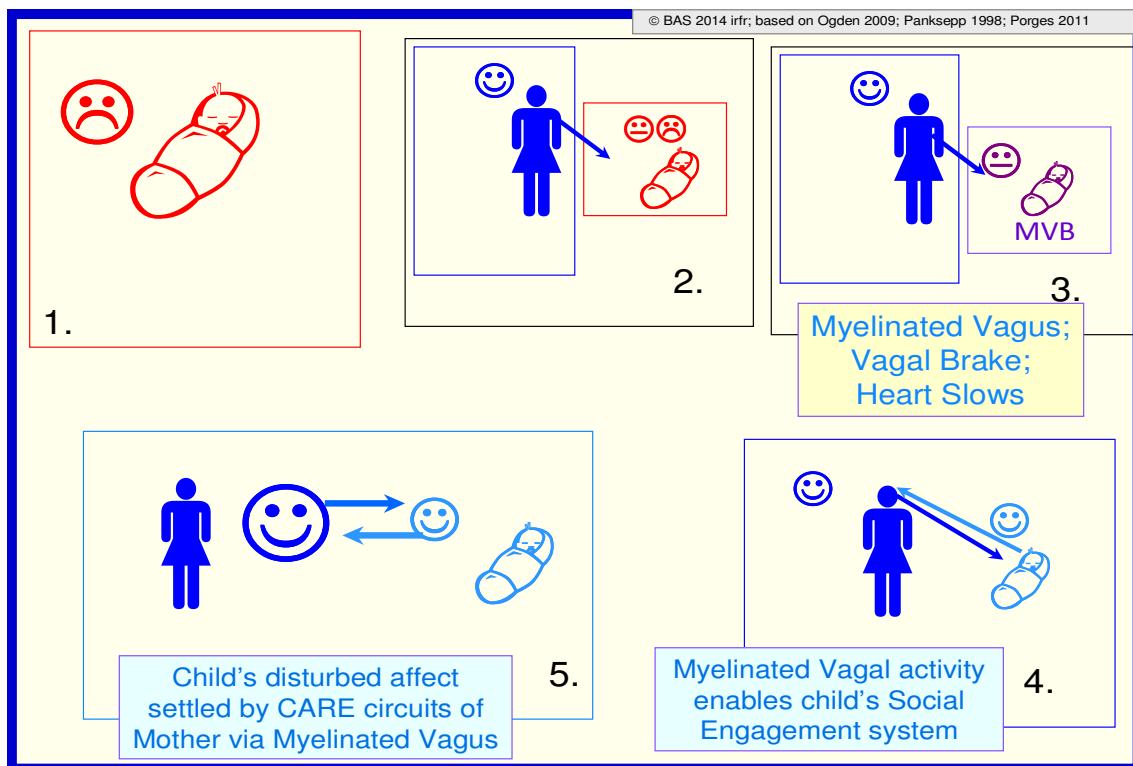 © BAS 2014 irfr; based on Ogden 2009; Panksepp 1998; Porges 2011
1.
2.
MVB
3.
Myelinated Vagus;
Vagal Brake;
Heart Slows
Myelinated Vagal activity
enables child’s Social
Engagement system
4.
Child’s disturbed affect
settled by CARE circuits of
Mother via Myelinated Vagus
5.